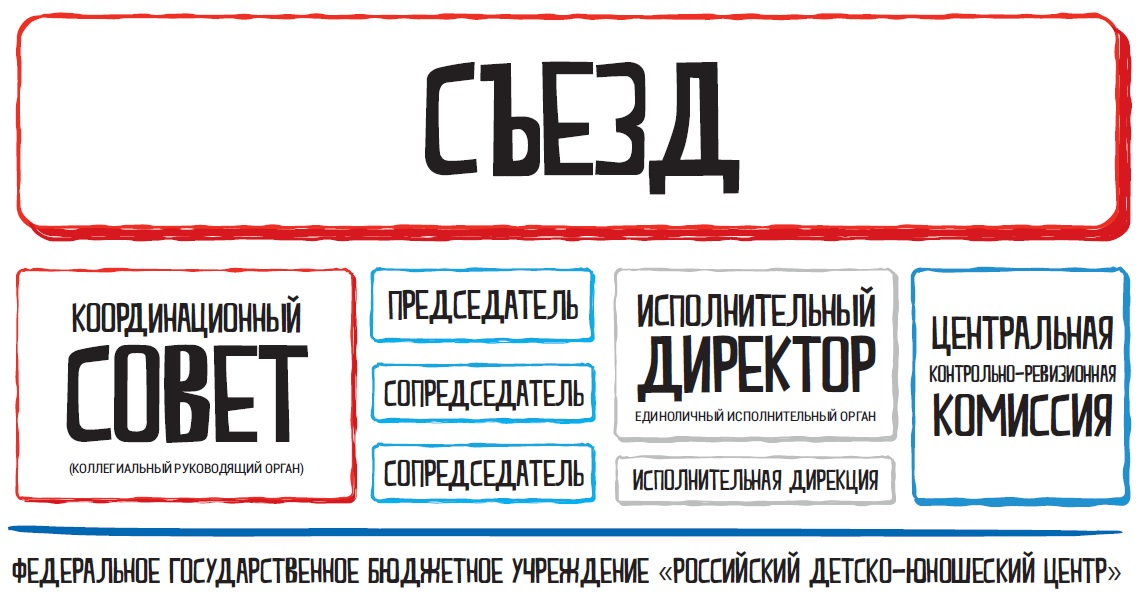 СЪЕЗД
КООРДИНАЦИОННЫЙ
СОВЕТ
(КОЛЛЕГИАЛЬНЫЙ РУКОВОДЯЩИЙ ОРГАН)
ПРЕДСЕДАТЕЛЬ
СОПРЕДСЕДАТЕЛЬ
СОПРЕДСЕДАТЕЛЬ
ИСПОЛНИТЕЛЬНЫЙ
ДИРЕКТОР
ЕДИНОЛИЧНЫЙ ИСПОЛНИТЕЛЬНЫЙ ОРГАН
ИСПОЛНИТЕЛЬНАЯ ДИРЕКЦИЯ
ЦЕНТРАЛЬНАЯ
КОНТРОЛЬНО-РЕВИЗИОННАЯ
КОМИССИЯ
ФЕДЕРАЛЬНОЕ ГОСУДАРСТВЕННОЕ БЮДЖЕТНОЕ УЧРЕЖДЕНИЕ «РОССИЙСКИЙ ДЕТСКО-ЮНОШЕСКИЙ ЦЕНТР»